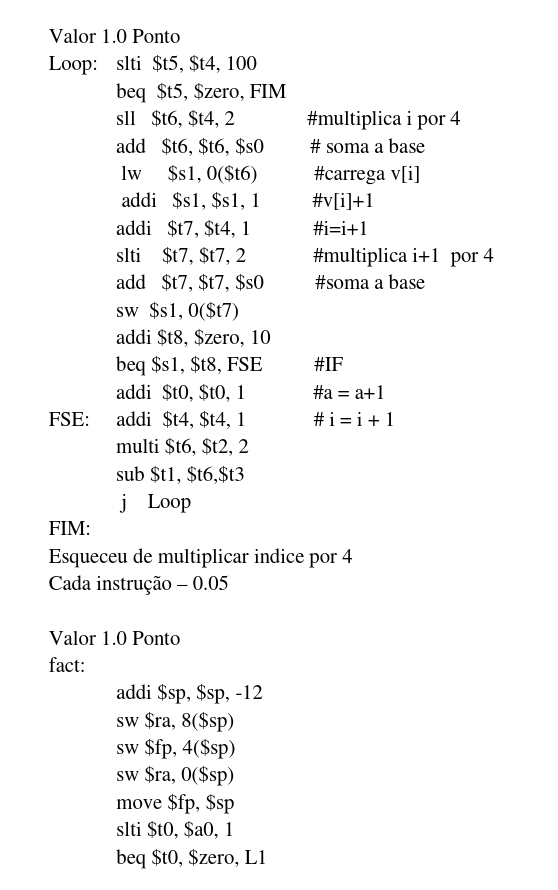 Valor 1.0 Ponto
Loop: slti $t5, $t4, 100
beq $t5, $zero, FIM
sll $t6, $t4, 2 #multiplica i por 4
add $t6, $t6, $s0 # soma a base
lw $s1, 0($t6) #carrega v[i]
addi $s1, $s1, 1 #v[i]+1
addi $t7, $t4, 1 #i=i+1
slti $t7, $t7, 2 #multiplica i+1 por 4
add $t7, $t7, $s0 #soma a base
sw $s1, 0($t7)
addi $t8, $zero, 10
beq $s1, $t8, FSE #IF
addi $t0, $t0, 1 #a = a+1
FSE: addi $t4, $t4, 1 # i = i + 1
multi $t6, $t2, 2
sub $t1, $t6,$t3
j Loop
FIM:
Esqueceu de multiplicar indice por 4
Cada instrução – 0.05
Valor 1.0 Ponto
fact:
addi $sp, $sp, -12
sw $ra, 8($sp)
sw $fp, 4($sp)
sw $ra, 0($sp)
move $fp, $sp
slti $t0, $a0, 1
beq $t0, $zero, L1